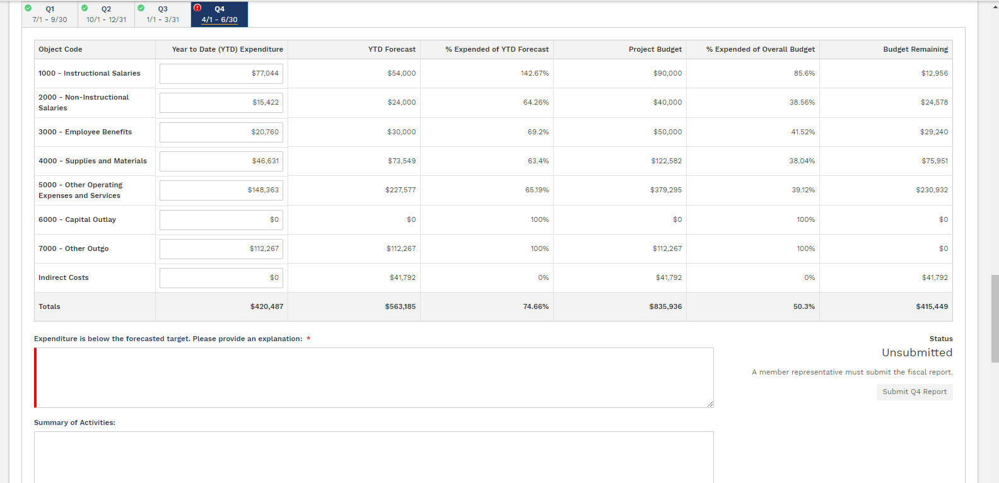 Q1
7/1 - 9/30
Q2
10/1 - 12/31
Q3
1/1 - 3/31
Q4
4/1 - 6/30
Object Code Year to Date (YTD) Expenditure YTD Forecast % Expended of YTD Forecast Project Budget % Expended of Overall Budget Budget Remaining
1000 - Instructional Salaries $77,044 $54,000 142.67% $90,000 85.6% $12,956
2000 - Non-Instructional
Salaries $15,422 $24,000 64.26% $40,000 38.56% $24,578
3000 - Employee Benefits $20,760 $30,000 69.2% $50,000 41.52% $29,240
4000 - Supplies and Materials $46,631 $73,549 63.4% $122,582 38.04% $75,951
5000 - Other Operating
Expenses and Services $148,363 $227,577 65.19% $379,295 39.12% $230,932
6000 - Capital Outlay $0 $0 100% $0 100% $0
7000 - Other Outgo $112,267 $112,267 100% $112,267 100% $0
Indirect Costs $0 $41,792 0% $41,792 0% $41,792
Totals $420,487 $563,185 74.66% $835,936 50.3% $415,449
Expenditure is below the forecasted target. Please provide an explanation: *
Status
Unsubmitted
A member representative must submit the fiscal report.
Submit Q4 Report
Summary of Activities: